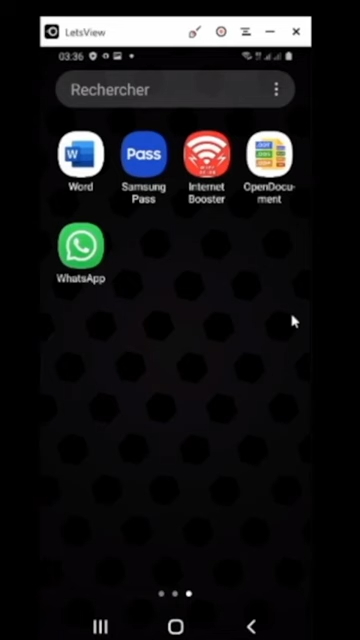 LetsView
03:36
Rechercher
W
Pass
Word
Samsung
Pass
Internet
Booster
OpenDocu-
ment
WhatsApp